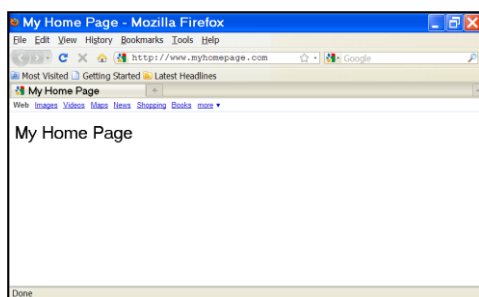 My Home Page - Mozilla Firefox
File Edit View History Bookmarks Tools Help
http://www.myhomepage.com Google
Most Visited Getting Started Latest Headlines
My Home Page
Web Images Videos Maps News Shopping Books more ▾
My Home Page
Done